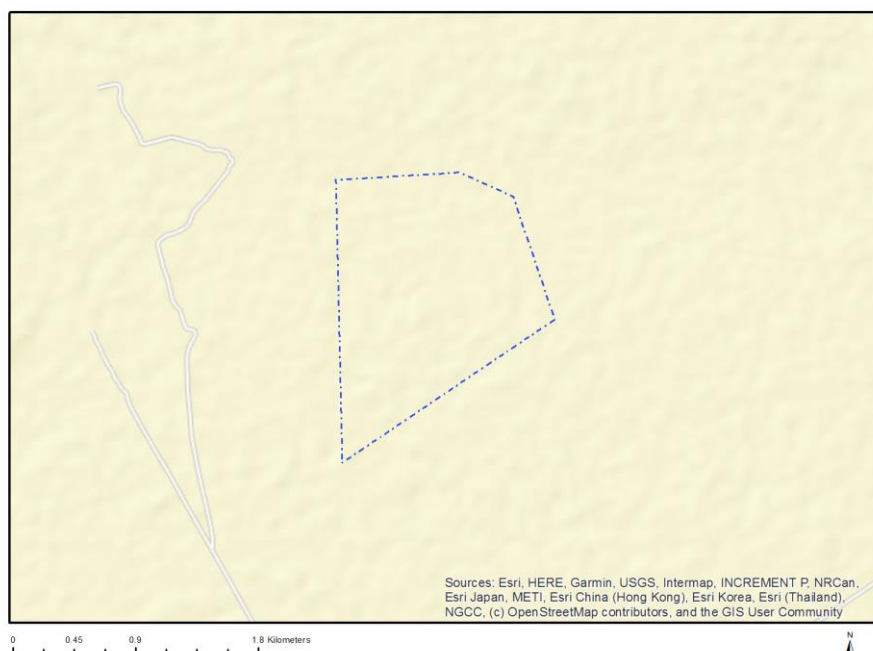 Sources: Esri, HERE, Garmin, USGS, Intermap, INCREMENT P, NRCan,
Esri Japan, METI, Esri China (Hong Kong), Esri Korea, Esri (Thailand),
NGCC, (c) OpenStreetMap contributors, and the GIS User Community
0 0.45 0.9 1.8 Kilometers
N